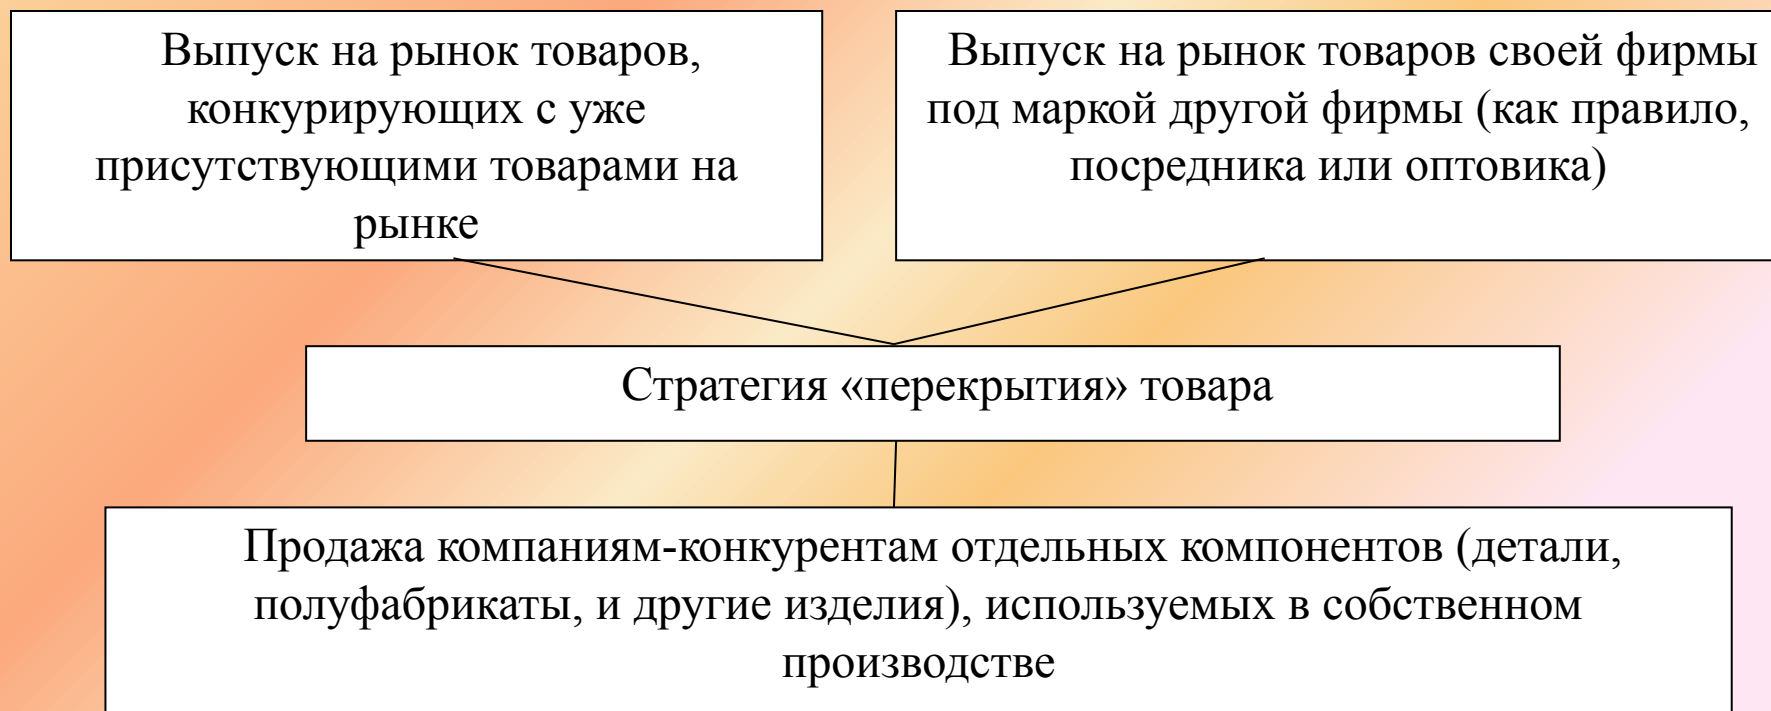 Выпуск на рынок товаров,
конкурирующих с уже
присутствующими товарами на
рынке
Выпуск на рынок товаров своей фирмы
под маркой другой фирмы (как правило,
посредника или оптовика)
Стратегия «перекрытия» товара
Продажа компаниям-конкурентам отдельных компонентов (детали,
полуфабрикаты, и другие изделия), используемых в собственном
производстве